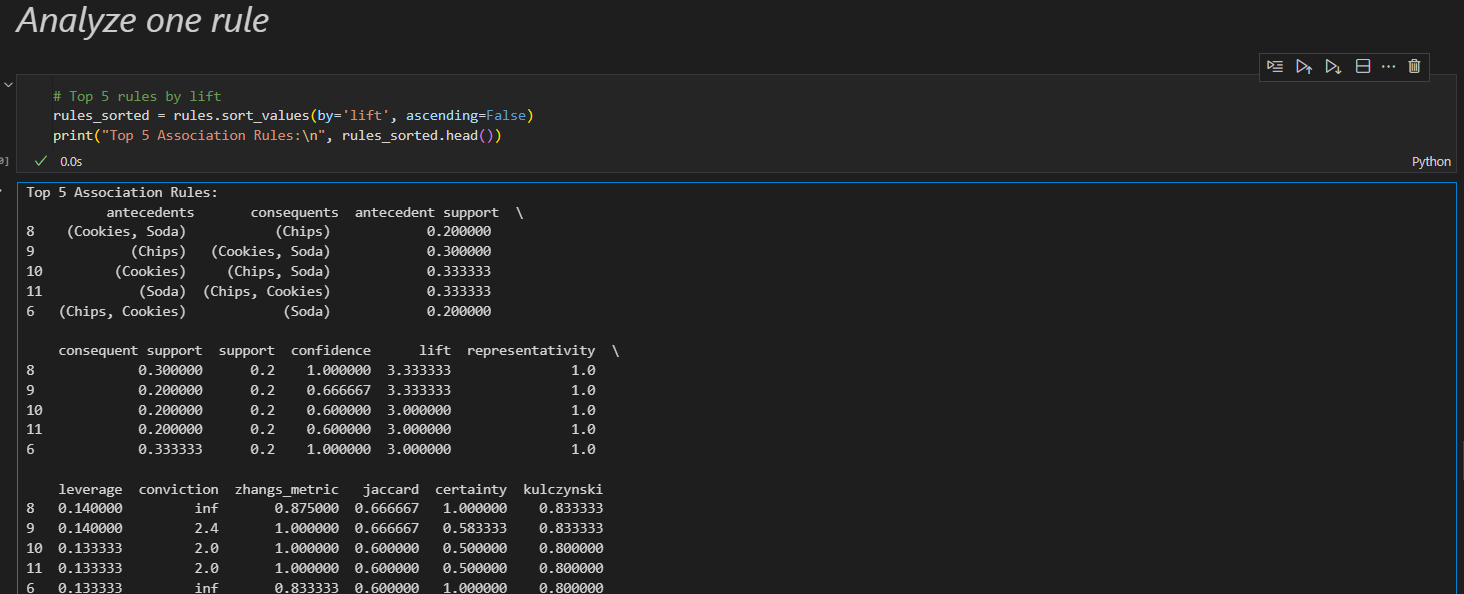 Analyze one rule
# Top 5 rules by lift
rules_sorted = rules.sort_values(by='lift', ascending=False)
print("Top 5 Association Rules:\n", rules_sorted.head())
0.0s
Python
Top 5 Association Rules:
antecedents consequents antecedent support \
8 (Cookies, Soda) (Chips) 0.200000
9 (Chips) (Cookies, Soda) 0.300000
10 (Cookies) (Chips, Soda) 0.333333
11 (Soda) (Chips, Cookies) 0.333333
6 (Chips, Cookies) (Soda) 0.200000
consequent support support confidence lift representativity \
8 0.300000 0.2 1.000000 3.333333 1.0
9 0.200000 0.2 0.666667 3.333333 1.0
10 0.200000 0.2 0.600000 3.000000 1.0
11 0.200000 0.2 0.600000 3.000000 1.0
6 0.333333 0.2 1.000000 3.000000 1.0
leverage conviction zhangs_metric jaccard certainty kulczynski
8 0.140000 inf 0.875000 0.666667 1.000000 0.833333
9 0.140000 2.4 1.000000 0.666667 0.583333 0.833333
10 0.133333 2.0 1.000000 0.600000 0.500000 0.800000
11 0.133333 2.0 1.000000 0.600000 0.500000 0.800000
6 0.133333 inf 0.833333 0.600000 1.000000 0.800000